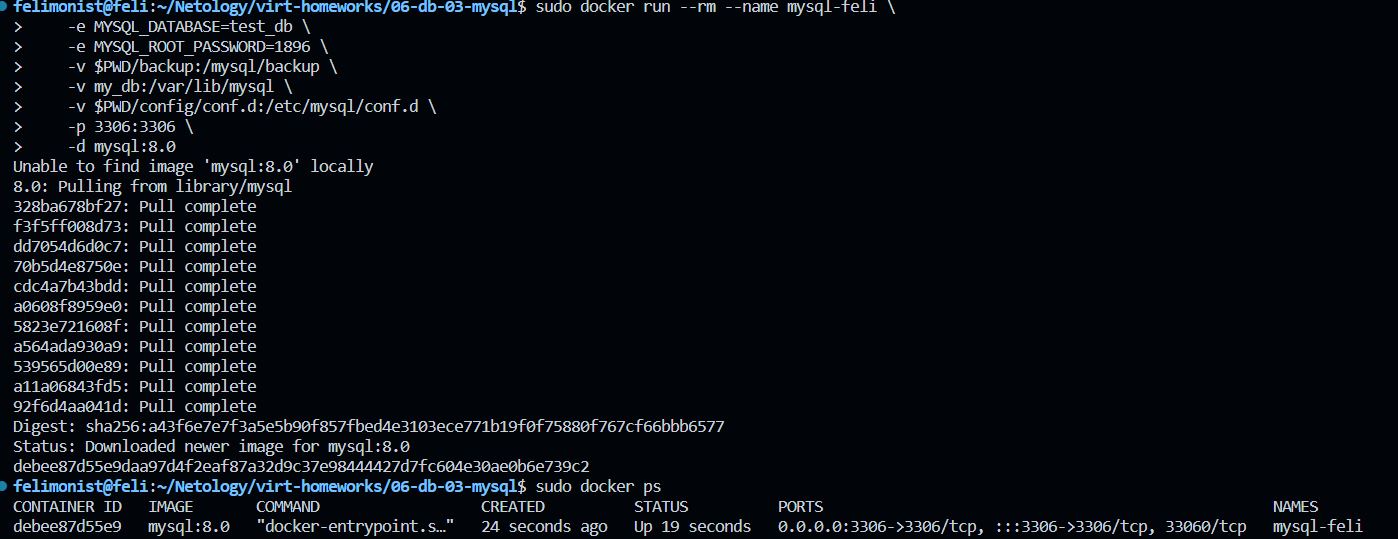 felimonist@feli:~/Netology/virt-homeworks/06-db-03-mysql$ sudo docker run --rm --name mysql-feli \
>     -e MYSQL_DATABASE=test_db \
>     -e MYSQL_ROOT_PASSWORD=1896 \
>     -v $PWD/backup:/mysql/backup \
>     -v my_db:/var/lib/mysql \
>     -v $PWD/config/conf.d:/etc/mysql/conf.d \
>     -p 3306:3306 \
>     -d mysql:8.0
Unable to find image 'mysql:8.0' locally
8.0: Pulling from library/mysql
328ba678bf27: Pull complete
f3f5ff008d73: Pull complete
dd7054d6d0c7: Pull complete
70b5d4e8750e: Pull complete
cdc4a7b43bdd: Pull complete
a0608f8959e0: Pull complete
5823e721608f: Pull complete
a564ada930a9: Pull complete
539565d00e89: Pull complete
a11a06843fd5: Pull complete
92f6d4aa041d: Pull complete
Digest: sha256:a43f6e7e7f3a5e5b90f857fbed4e3103ece771b19f0f75880f767cf66bbb6577
Status: Downloaded newer image for mysql:8.0
debee87d55e9daa97d4f2eaf87a32d9c37e98444427d7fc604e30ae0b6e739c2
felimonist@feli:~/Netology/virt-homeworks/06-db-03-mysql$ sudo docker ps
CONTAINER ID   IMAGE       COMMAND                  CREATED          STATUS          PORTS                                                  NAMES
debee87d55e9   mysql:8.0   "docker-entrypoint.s…"   24 seconds ago   Up 19 seconds   0.0.0.0:3306->3306/tcp, :::3306->3306/tcp, 33060/tcp   mysql-feli